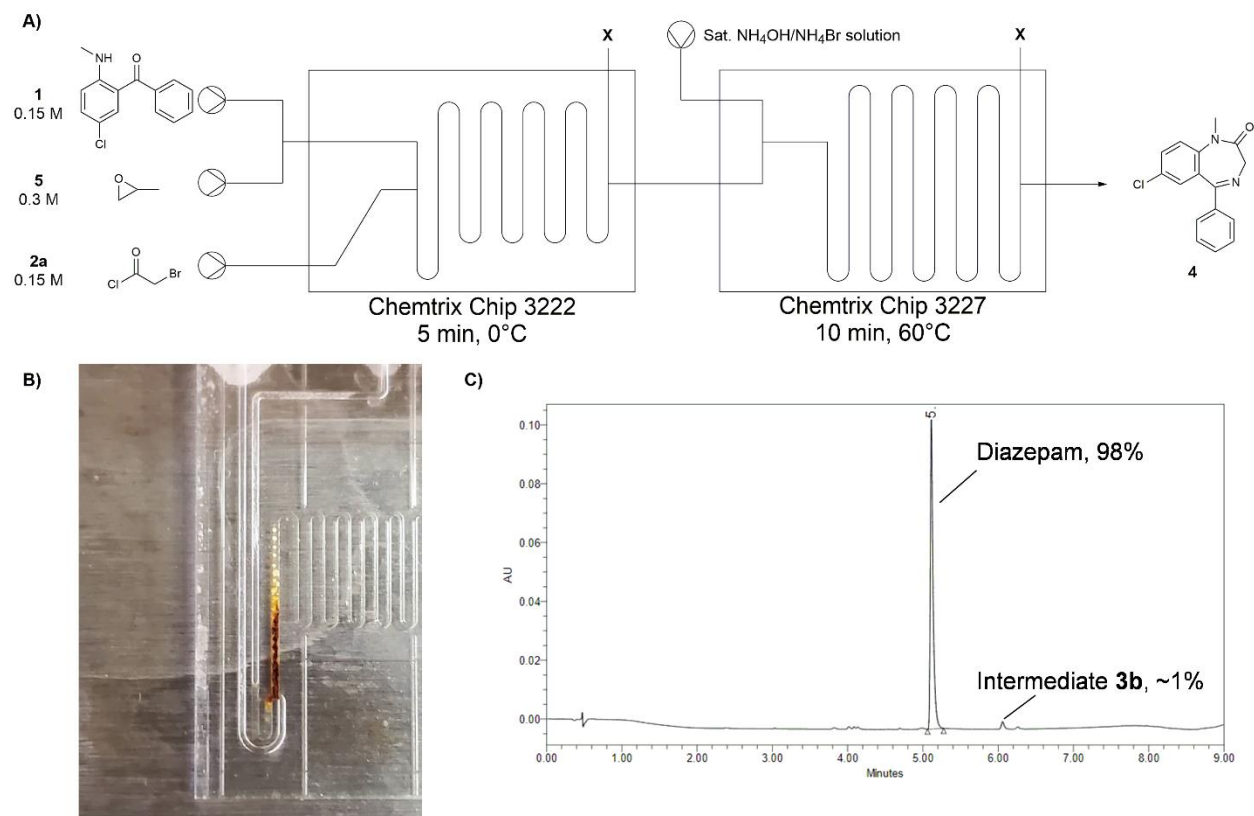 A)
1
0.15 M
NH
O
Cl
5
0.3 M
O
2a
0.15 M
O
Cl
Br
X
Chemtrix Chip 3222
5 min, 0°C
Sat. NH₄OH/NH₄Br solution
X
Chemtrix Chip 3227
10 min, 60°C
N
O
Cl
N
4
B)
C)
0.10
0.08
0.06
0.04
0.02
0.00
AU
5.
Diazepam, 98%
Intermediate 3b, ~1%
0.00 1.00 2.00 3.00 4.00 5.00 6.00 7.00 8.00 9.00
Minutes